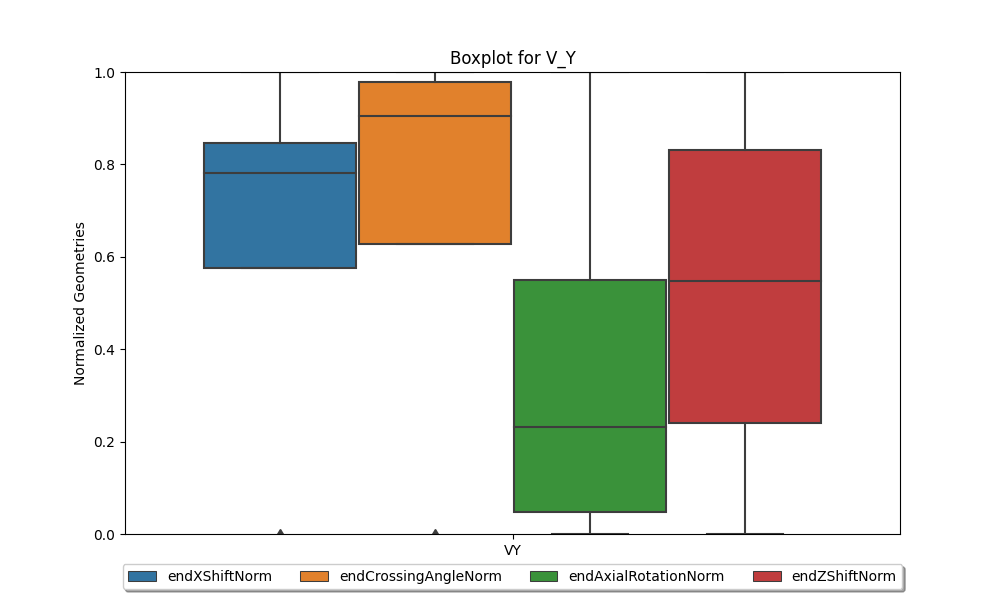 Boxplot for V_Y
1.0
0.8
0.6
0.4
0.2
0.0
Normalized Geometries
VY
endXShiftNorm endCrossingAngleNorm endAxialRotationNorm endZShiftNorm